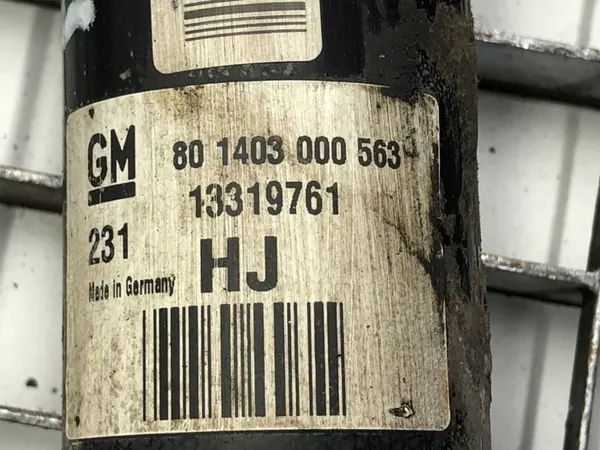 GM 80 1403 000 563
13319761
231 HJ
Made in Germany